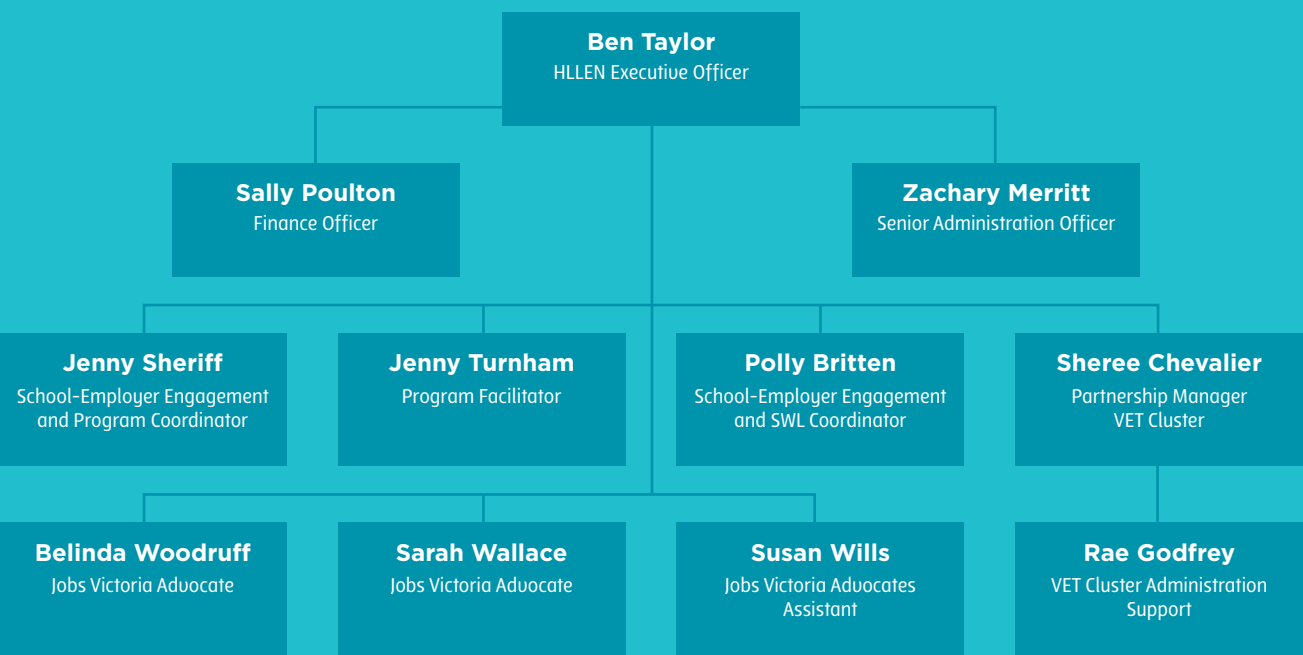 Ben Taylor
HLLEN Executive Officer
Sally Poulton
Finance Officer
Zachary Merritt
Senior Administration Officer
Jenny Sheriff
School-Employer Engagement
and Program Coordinator
Jenny Turnham
Program Facilitator
Polly Britten
School-Employer Engagement
and SWL Coordinator
Sheree Chevalier
Partnership Manager
VET Cluster
Belinda Woodruff
Jobs Victoria Advocate
Sarah Wallace
Jobs Victoria Advocate
Susan Wills
Jobs Victoria Advocates
Assistant
Rae Godfrey
VET Cluster Administration
Support